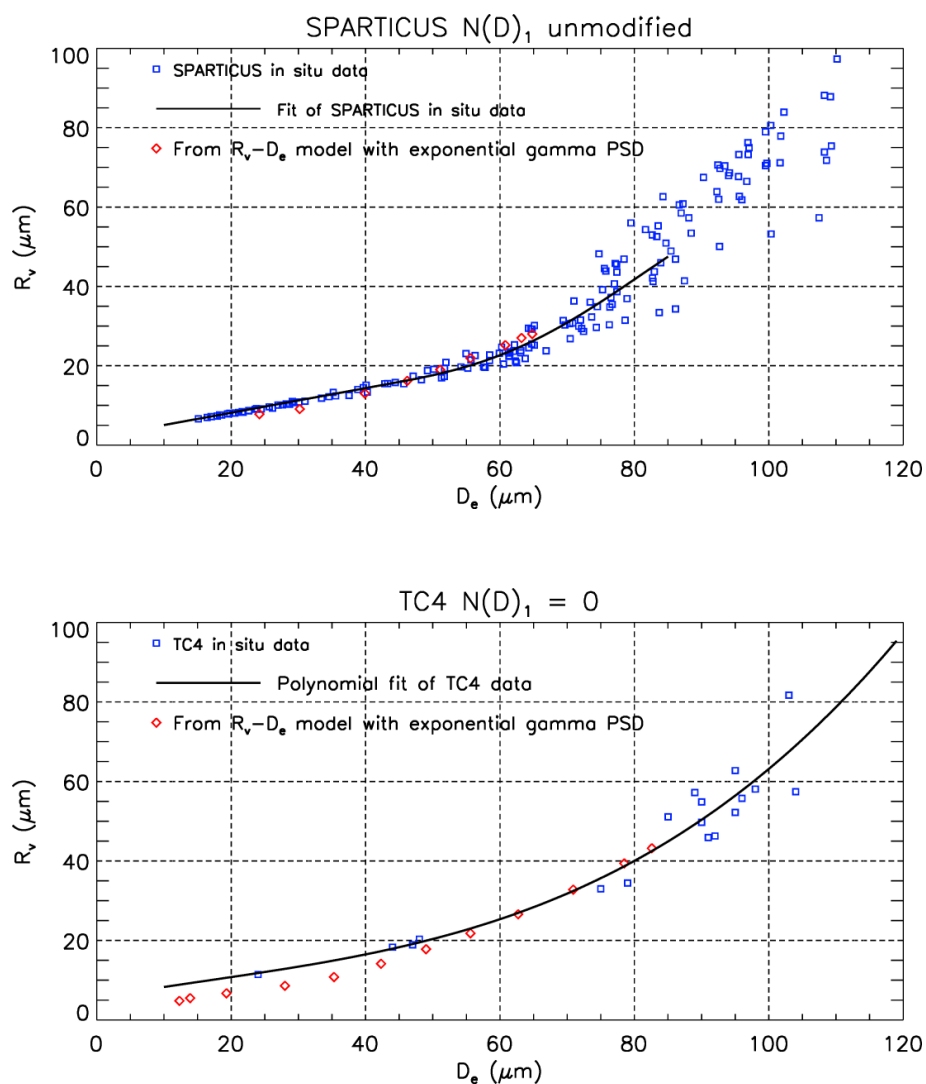 SPARTICUS N(D)₁ unmodified
100
SPARTICUS in situ data
Fit of SPARTICUS in situ data
80
From Rᵥ–Dₑ model with exponential gamma PSD
60
Rᵥ (μm)
40
20
0
0 20 40 60 80 100 120
Dₑ (μm)
TC4 N(D)₁ = 0
100
TC4 in situ data
Polynomial fit of TC4 data
80
From Rᵥ–Dₑ model with exponential gamma PSD
60
Rᵥ (μm)
40
20
0
0 20 40 60 80 100 120
Dₑ (μm)